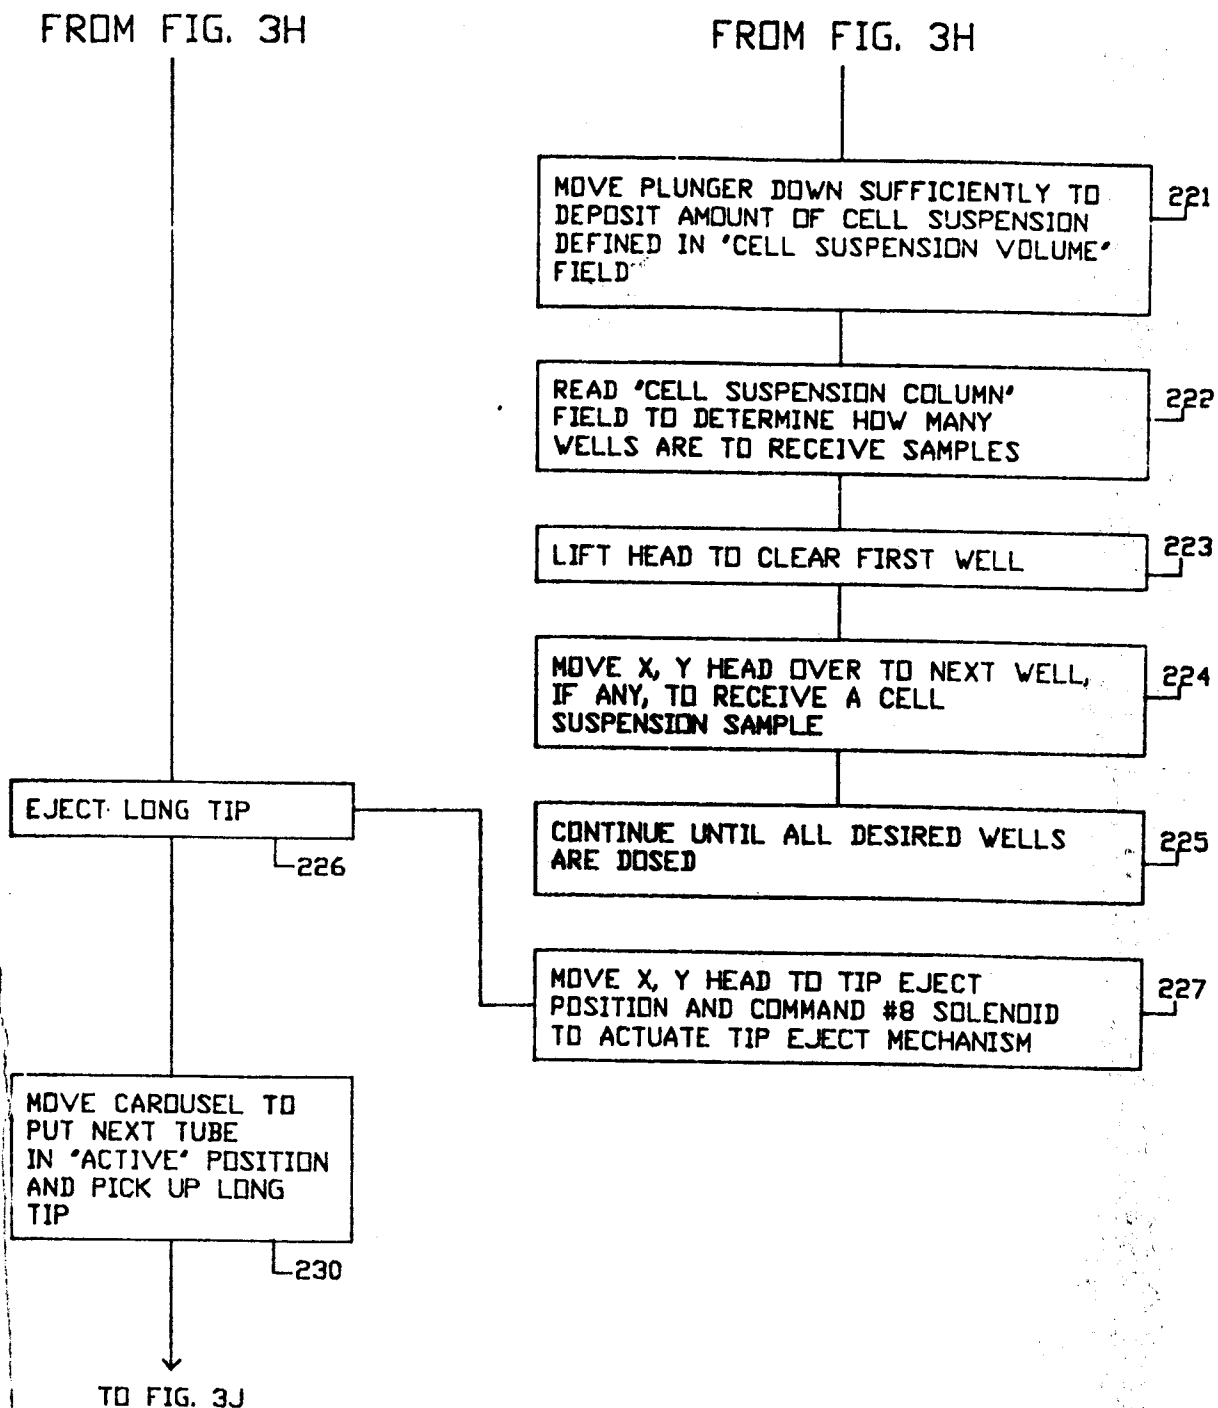 FROM FIG. 3H
FROM FIG. 3H
MOVE PLUNGER DOWN SUFFICIENTLY TO
DEPOSIT AMOUNT OF CELL SUSPENSION
DEFINED IN "CELL SUSPENSION VOLUME"
FIELD
221
READ "CELL SUSPENSION COLUMN"
FIELD TO DETERMINE HOW MANY
WELLS ARE TO RECEIVE SAMPLES
222
LIFT HEAD TO CLEAR FIRST WELL
223
MOVE X, Y HEAD OVER TO NEXT WELL,
IF ANY, TO RECEIVE A CELL
SUSPENSION SAMPLE
224
EJECT LONG TIP
226
CONTINUE UNTIL ALL DESIRED WELLS
ARE DOSED
225
MOVE X, Y HEAD TO TIP EJECT
POSITION AND COMMAND #8 SOLENOID
TO ACTUATE TIP EJECT MECHANISM
227
MOVE CAROUSEL TO
PUT NEXT TUBE
IN "ACTIVE" POSITION
AND PICK UP LONG
TIP
230
TO FIG. 3J